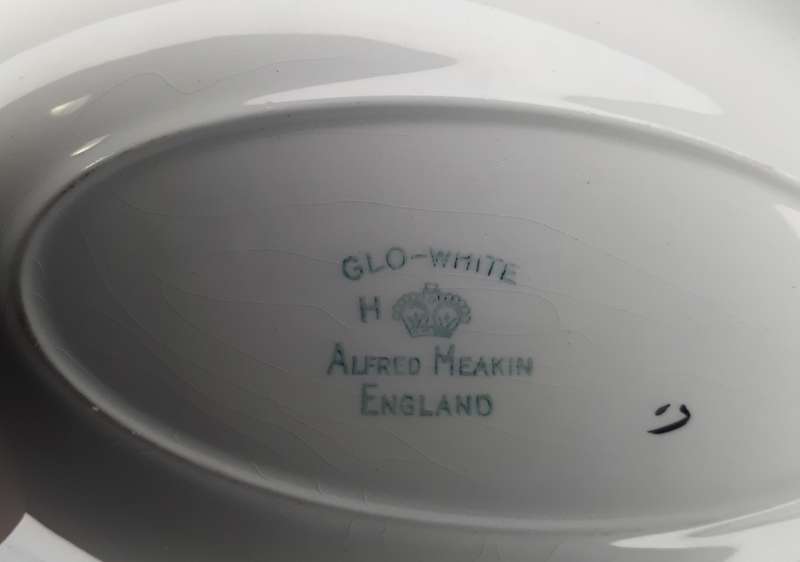 GLO-WHITE
H
ALFRED MEAKIN
ENGLAND